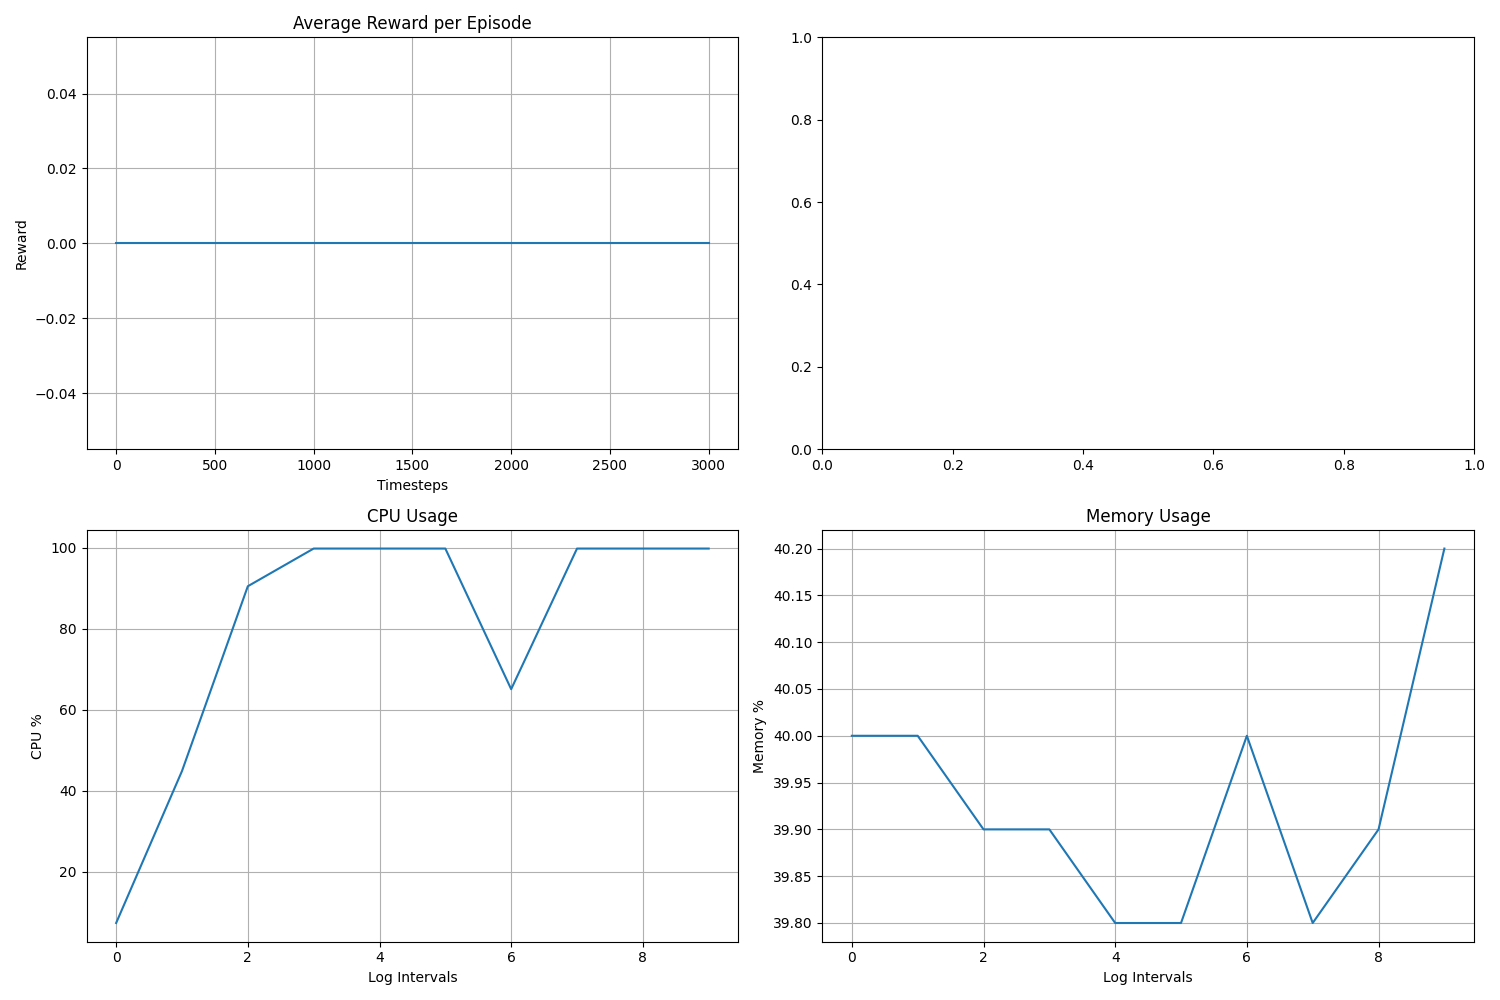 Average Reward per Episode
0.04
0.02
0.00
−0.02
−0.04
Reward
0 500 1000 1500 2000 2500 3000
Timesteps
1.0
0.8
0.6
0.4
0.2
0.0
0.0 0.2 0.4 0.6 0.8 1.0
CPU Usage
100
80
60
40
20
CPU %
0 2 4 6 8
Log Intervals
Memory Usage
40.20
40.15
40.10
40.05
40.00
39.95
39.90
39.85
39.80
Memory %
0 2 4 6 8
Log Intervals